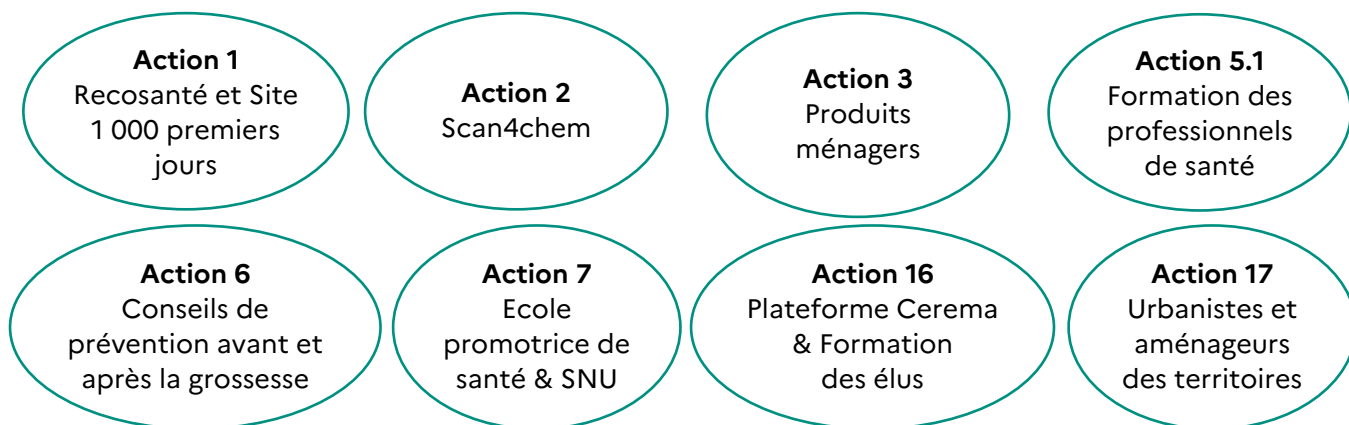 Action 1
Recosanté et Site
1 000 premiers
jours
Action 2
Scan4chem
Action 3
Produits
ménagers
Action 5.1
Formation des
professionnels
de santé
Action 6
Conseils de
prévention avant et
après la grossesse
Action 7
Ecole
promotrice de
santé & SNU
Action 16
Plateforme Cerema
& Formation
des élus
Action 17
Urbanistes et
aménageurs
des territoires